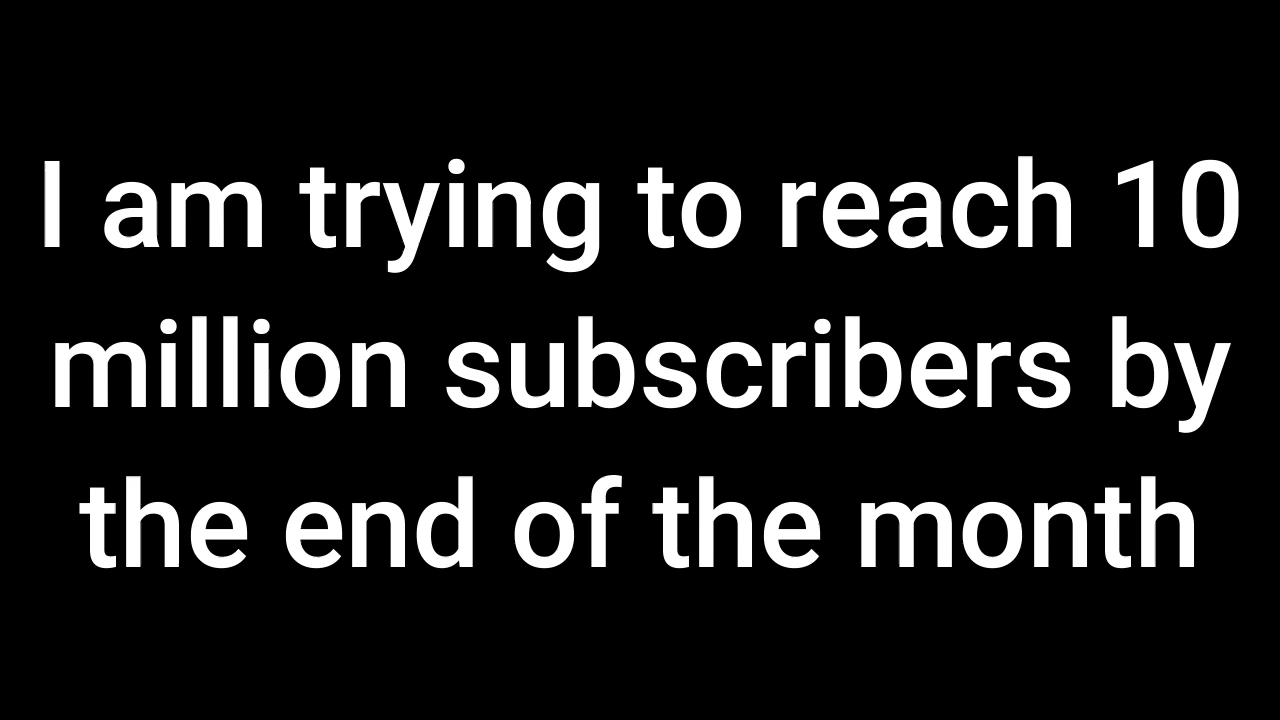 I am trying to reach 10
million subscribers by
the end of the month